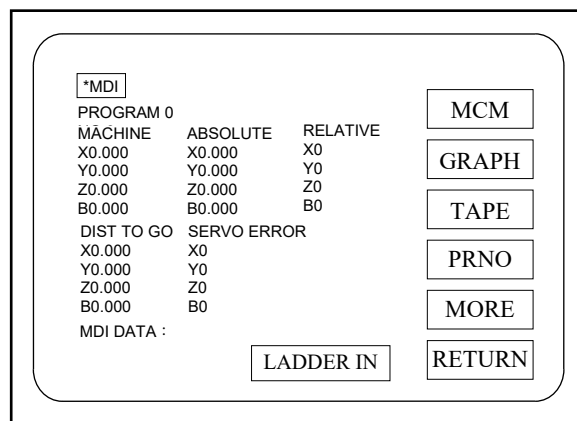 *MDI
PROGRAM 0
MACHINE ABSOLUTE RELATIVE
X0.000 X0.000 X0
Y0.000 Y0.000 Y0
Z0.000 Z0.000 Z0
B0.000 B0.000 B0
DIST TO GO SERVO ERROR
X0.000 X0
Y0.000 Y0
Z0.000 Z0
B0.000 B0
MDI DATA：
LADDER IN
MCM
GRAPH
TAPE
PRNO
MORE
RETURN